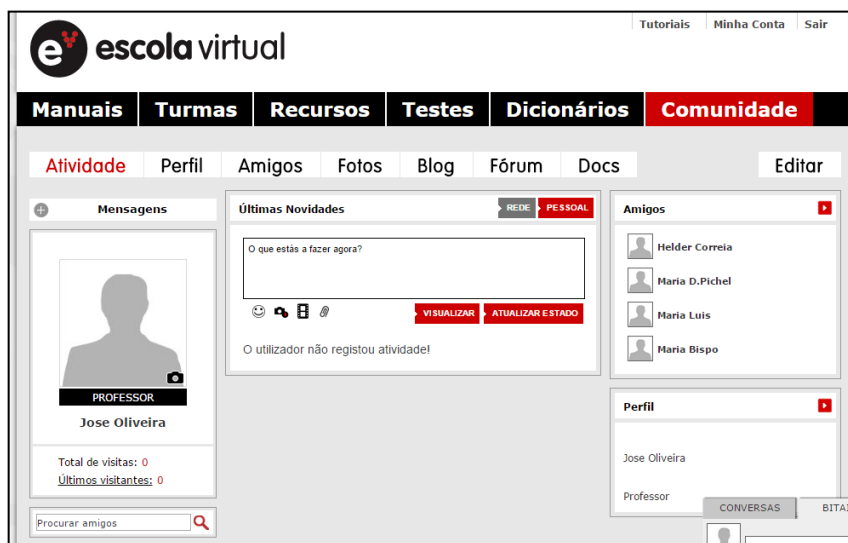 Tutoriais Minha Conta Sair
escola virtual
Manuais Turmas Recursos Testes Dicionários Comunidade
Atividade Perfil Amigos Fotos Blog Fórum Docs Editar
Mensagens
PROFESSOR
Jose Oliveira
Total de visitas: 0
Últimos visitantes: 0
Procurar amigos
Últimas Novidades REDE PESSOAL
O que estás a fazer agora?
VISUALIZAR ATUALIZAR ESTADO
O utilizador não registou atividade!
Amigos
Helder Correia
Maria D.Pichel
Maria Luis
Maria Bispo
Perfil
Jose Oliveira
Professor
CONVERSAS